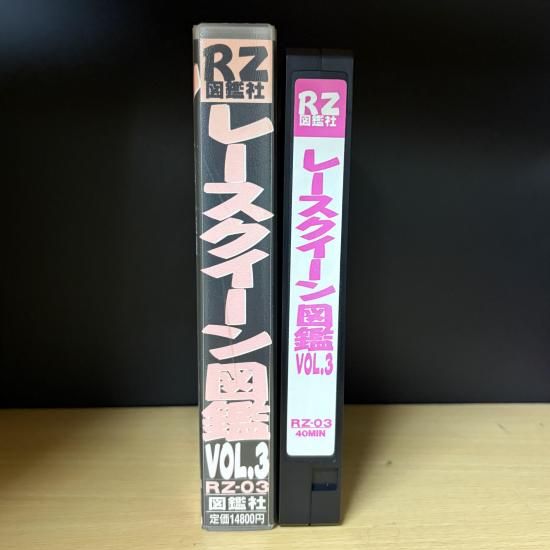 RZ
図鑑社
レースクイーン図鑑
VOL.3
RZ-03
図鑑社
定価14800円
RZ
図鑑社
レースクイーン図鑑
VOL.3
RZ-03
40MIN